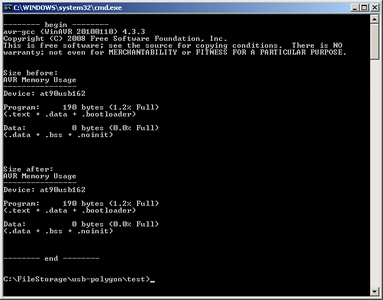 C:\WINDOWS\system32\cmd.exe
-------- begin --------
avr-gcc (WinAVR 20100110) 4.3.3
Copyright (C) 2008 Free Software Foundation, Inc.
This is free software; see the source for copying conditions.  There is NO
warranty; not even for MERCHANTABILITY or FITNESS FOR A PARTICULAR PURPOSE.
Size before:
AVR Memory Usage
----------------
Device: at90usb162
Program:     190 bytes (1.2% Full)
(.text + .data + .bootloader)
Data:          0 bytes (0.0% Full)
(.data + .bss + .noinit)
Size after:
AVR Memory Usage
----------------
Device: at90usb162
Program:     190 bytes (1.2% Full)
(.text + .data + .bootloader)
Data:          0 bytes (0.0% Full)
(.data + .bss + .noinit)
-------- end --------
C:\FileStorage\usb-polygon\test>_